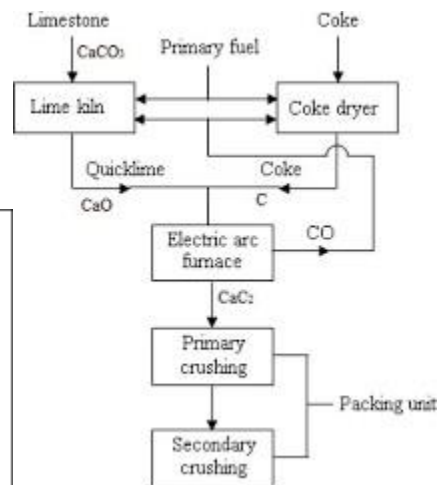 Limestone
Coke
CaCO₃
Primary fuel
Lime kiln
Coke dryer
Quicklime
Coke
CaO
C
Electric arc
furnace
CO
CaC₂
Primary
crushing
Packing unit
Secondary
crushing